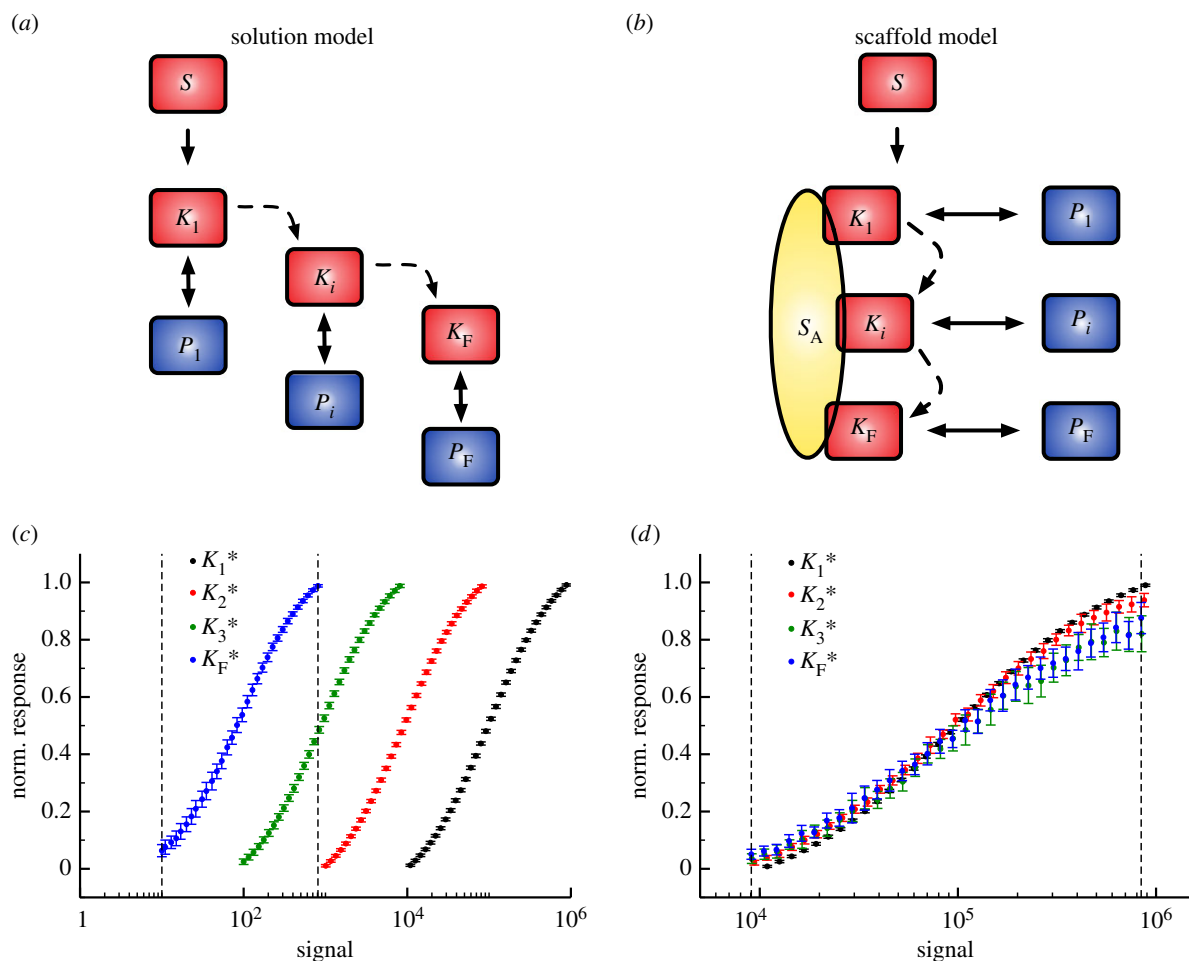 (a)
solution model
S
K1
Ki
KF
P1
Pi
PF
(b)
scaffold model
S
SA
K1
P1
Ki
Pi
KF
PF
(c)
K1*
K2*
K3*
KF*
norm. response
1.0
0.8
0.6
0.4
0.2
0
1
10^2
10^4
10^6
signal
(d)
K1*
K2*
K3*
KF*
norm. response
1.0
0.8
0.6
0.4
0.2
0
10^4
10^5
10^6
signal